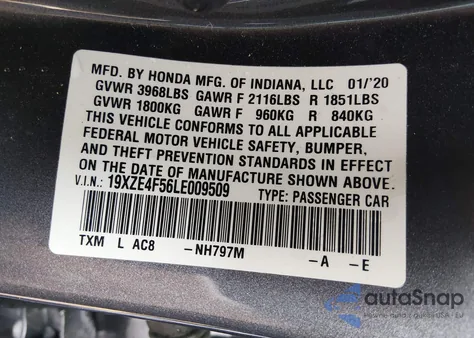 MFD. BY HONDA MFG. OF INDIANA, LLC 01/'20
GVWR 3968LBS GAWR F 2116LBS R 1851LBS
GVWR 1800KG GAWR F 960KG R 840KG
THIS VEHICLE CONFORMS TO ALL APPLICABLE
FEDERAL MOTOR VEHICLE SAFETY, BUMPER,
AND THEFT PREVENTION STANDARDS IN EFFECT
ON THE DATE OF MANUFACTURE SHOWN ABOVE.
V.I.N.: 19XZE4F56LE009509 TYPE: PASSENGER CAR
TXM L AC8 -NH797M -A -E
autoSnap